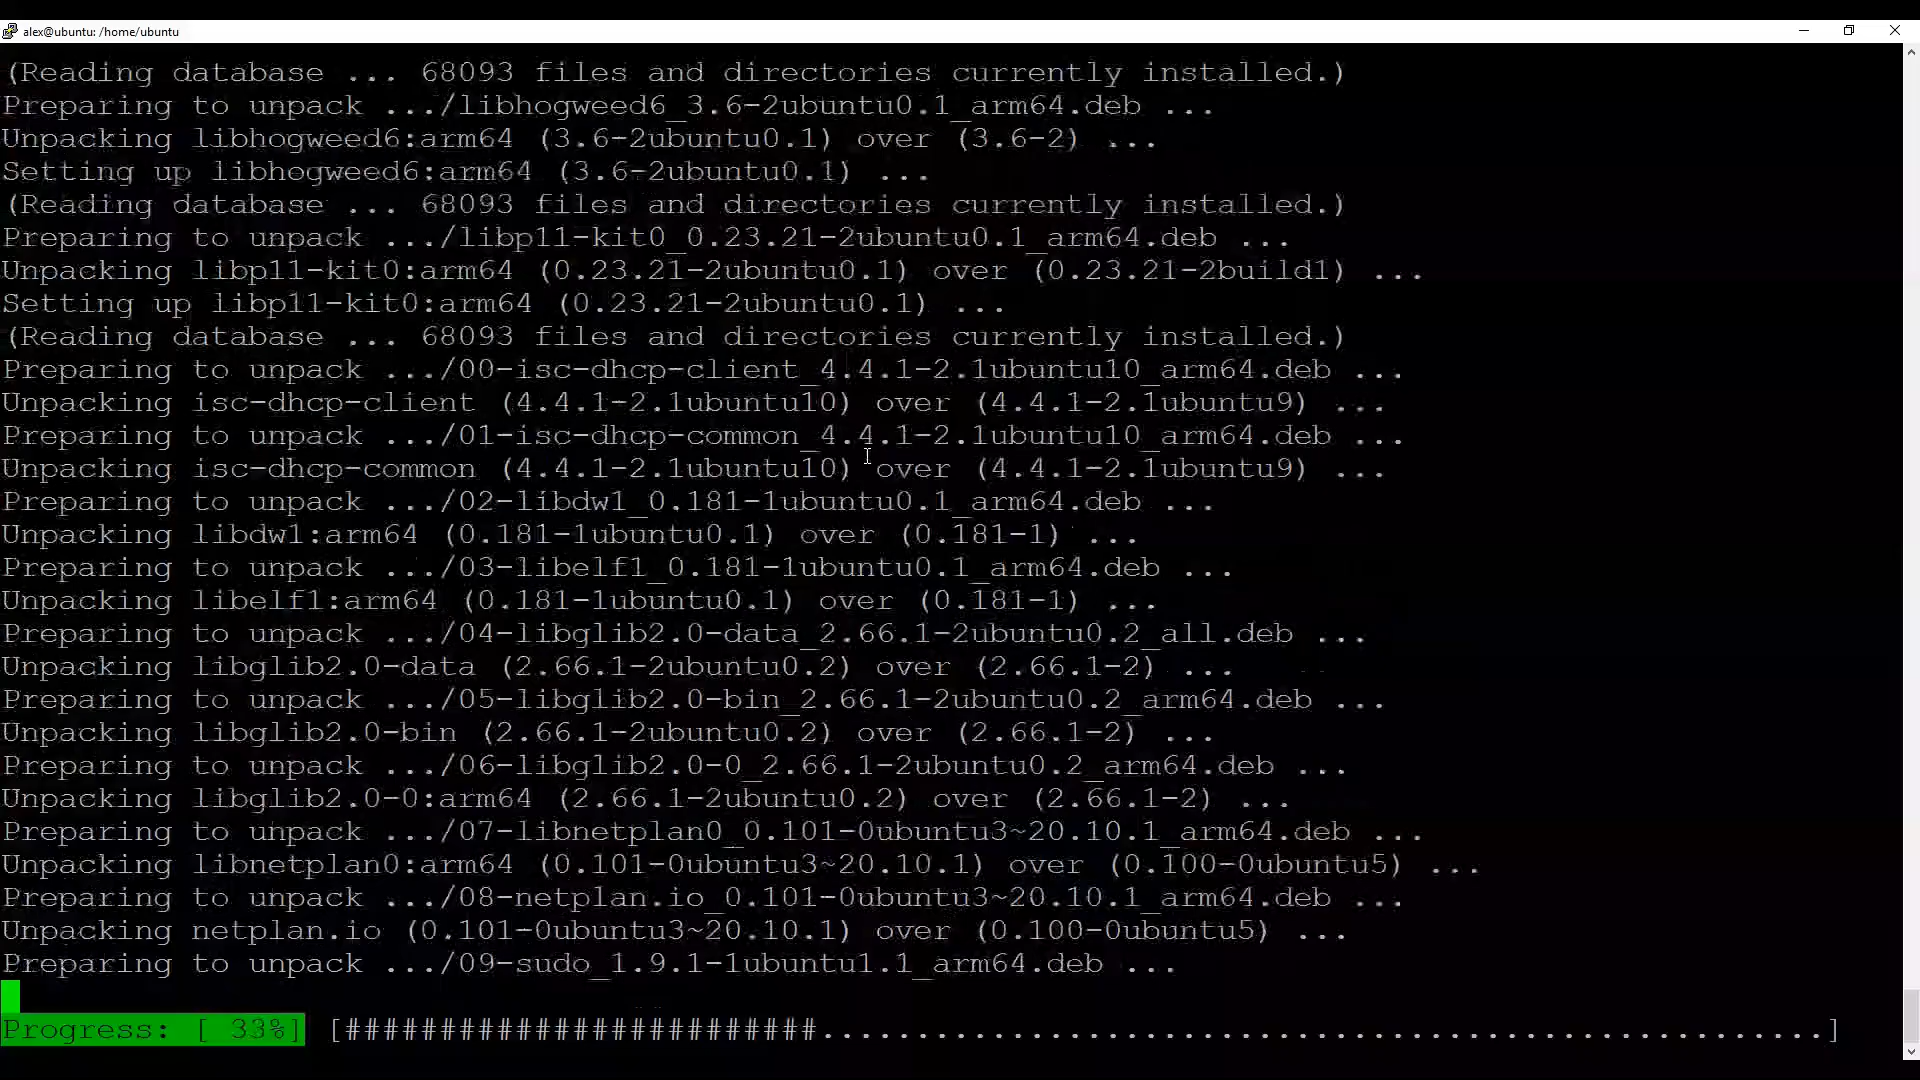 alex@ubuntu: /home/ubuntu
(Reading database ... 68093 files and directories currently installed.)
Preparing to unpack .../libhogweed6_3.6-2ubuntu0.1_arm64.deb ...
Unpacking libhogweed6:arm64 (3.6-2ubuntu0.1) over (3.6-2) ...
Setting up libhogweed6:arm64 (3.6-2ubuntu0.1) ...
(Reading database ... 68093 files and directories currently installed.)
Preparing to unpack .../libp11-kit0_0.23.21-2ubuntu0.1_arm64.deb ...
Unpacking libp11-kit0:arm64 (0.23.21-2ubuntu0.1) over (0.23.21-2build1) ...
Setting up libp11-kit0:arm64 (0.23.21-2ubuntu0.1) ...
(Reading database ... 68093 files and directories currently installed.)
Preparing to unpack .../00-isc-dhcp-client_4.4.1-2.1ubuntu10_arm64.deb ...
Unpacking isc-dhcp-client (4.4.1-2.1ubuntu10) over (4.4.1-2.1ubuntu9) ...
Preparing to unpack .../01-isc-dhcp-common_4.4.1-2.1ubuntu10_arm64.deb ...
Unpacking isc-dhcp-common (4.4.1-2.1ubuntu10) over (4.4.1-2.1ubuntu9) ...
Preparing to unpack .../02-libdw1_0.181-1ubuntu0.1_arm64.deb ...
Unpacking libdw1:arm64 (0.181-1ubuntu0.1) over (0.181-1) ...
Preparing to unpack .../03-libelf1_0.181-1ubuntu0.1_arm64.deb ...
Unpacking libelf1:arm64 (0.181-1ubuntu0.1) over (0.181-1) ...
Preparing to unpack .../04-libglib2.0-data_2.66.1-2ubuntu0.2_all.deb ...
Unpacking libglib2.0-data (2.66.1-2ubuntu0.2) over (2.66.1-2) ...
Preparing to unpack .../05-libglib2.0-bin_2.66.1-2ubuntu0.2_arm64.deb ...
Unpacking libglib2.0-bin (2.66.1-2ubuntu0.2) over (2.66.1-2) ...
Preparing to unpack .../06-libglib2.0-0_2.66.1-2ubuntu0.2_arm64.deb ...
Unpacking libglib2.0-0:arm64 (2.66.1-2ubuntu0.2) over (2.66.1-2) ...
Preparing to unpack .../07-libnetplan0_0.101-0ubuntu3~20.10.1_arm64.deb ...
Unpacking libnetplan0:arm64 (0.101-0ubuntu3~20.10.1) over (0.100-0ubuntu5) ...
Preparing to unpack .../08-netplan.io_0.101-0ubuntu3~20.10.1_arm64.deb ...
Unpacking netplan.io (0.101-0ubuntu3~20.10.1) over (0.100-0ubuntu5) ...
Preparing to unpack .../09-sudo_1.9.1-1ubuntu1.1_arm64.deb ...
Progress: [ 33%] [#########################.....................................................]